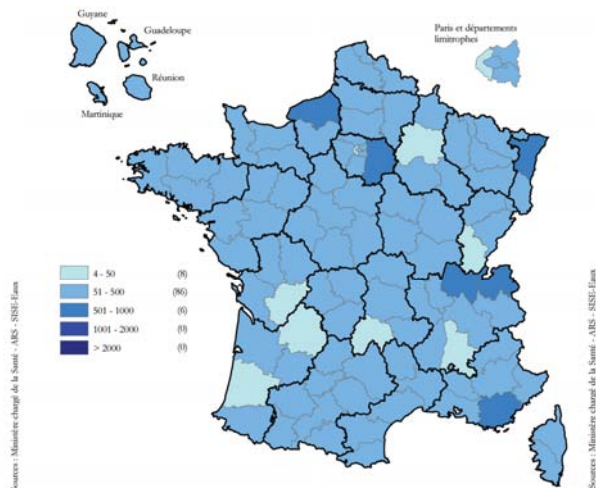 Guyane
Guadeloupe
Réunion
Martinique
Paris et départements
limitrophes
4 - 50 (8)
51 - 500 (86)
501 - 1000 (6)
1001 - 2000 (0)
> 2000 (0)
Sources : Ministère chargé de la Santé - ARS - SISE-Eaux
Sources : Ministère chargé de la Santé - ARS - SISE-Eaux